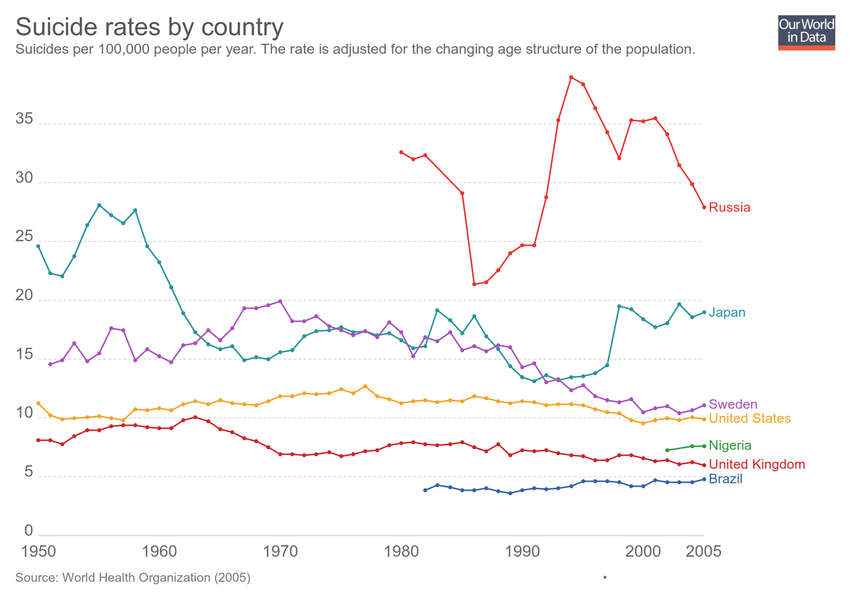 Suicide rates by country
Suicides per 100,000 people per year. The rate is adjusted for the changing age structure of the population.
Our World
in Data
35
30
25
20
15
10
5
0
Russia
Japan
Sweden
United States
Nigeria
United Kingdom
Brazil
1950
1960
1970
1980
1990
2000
2005
Source: World Health Organization (2005)